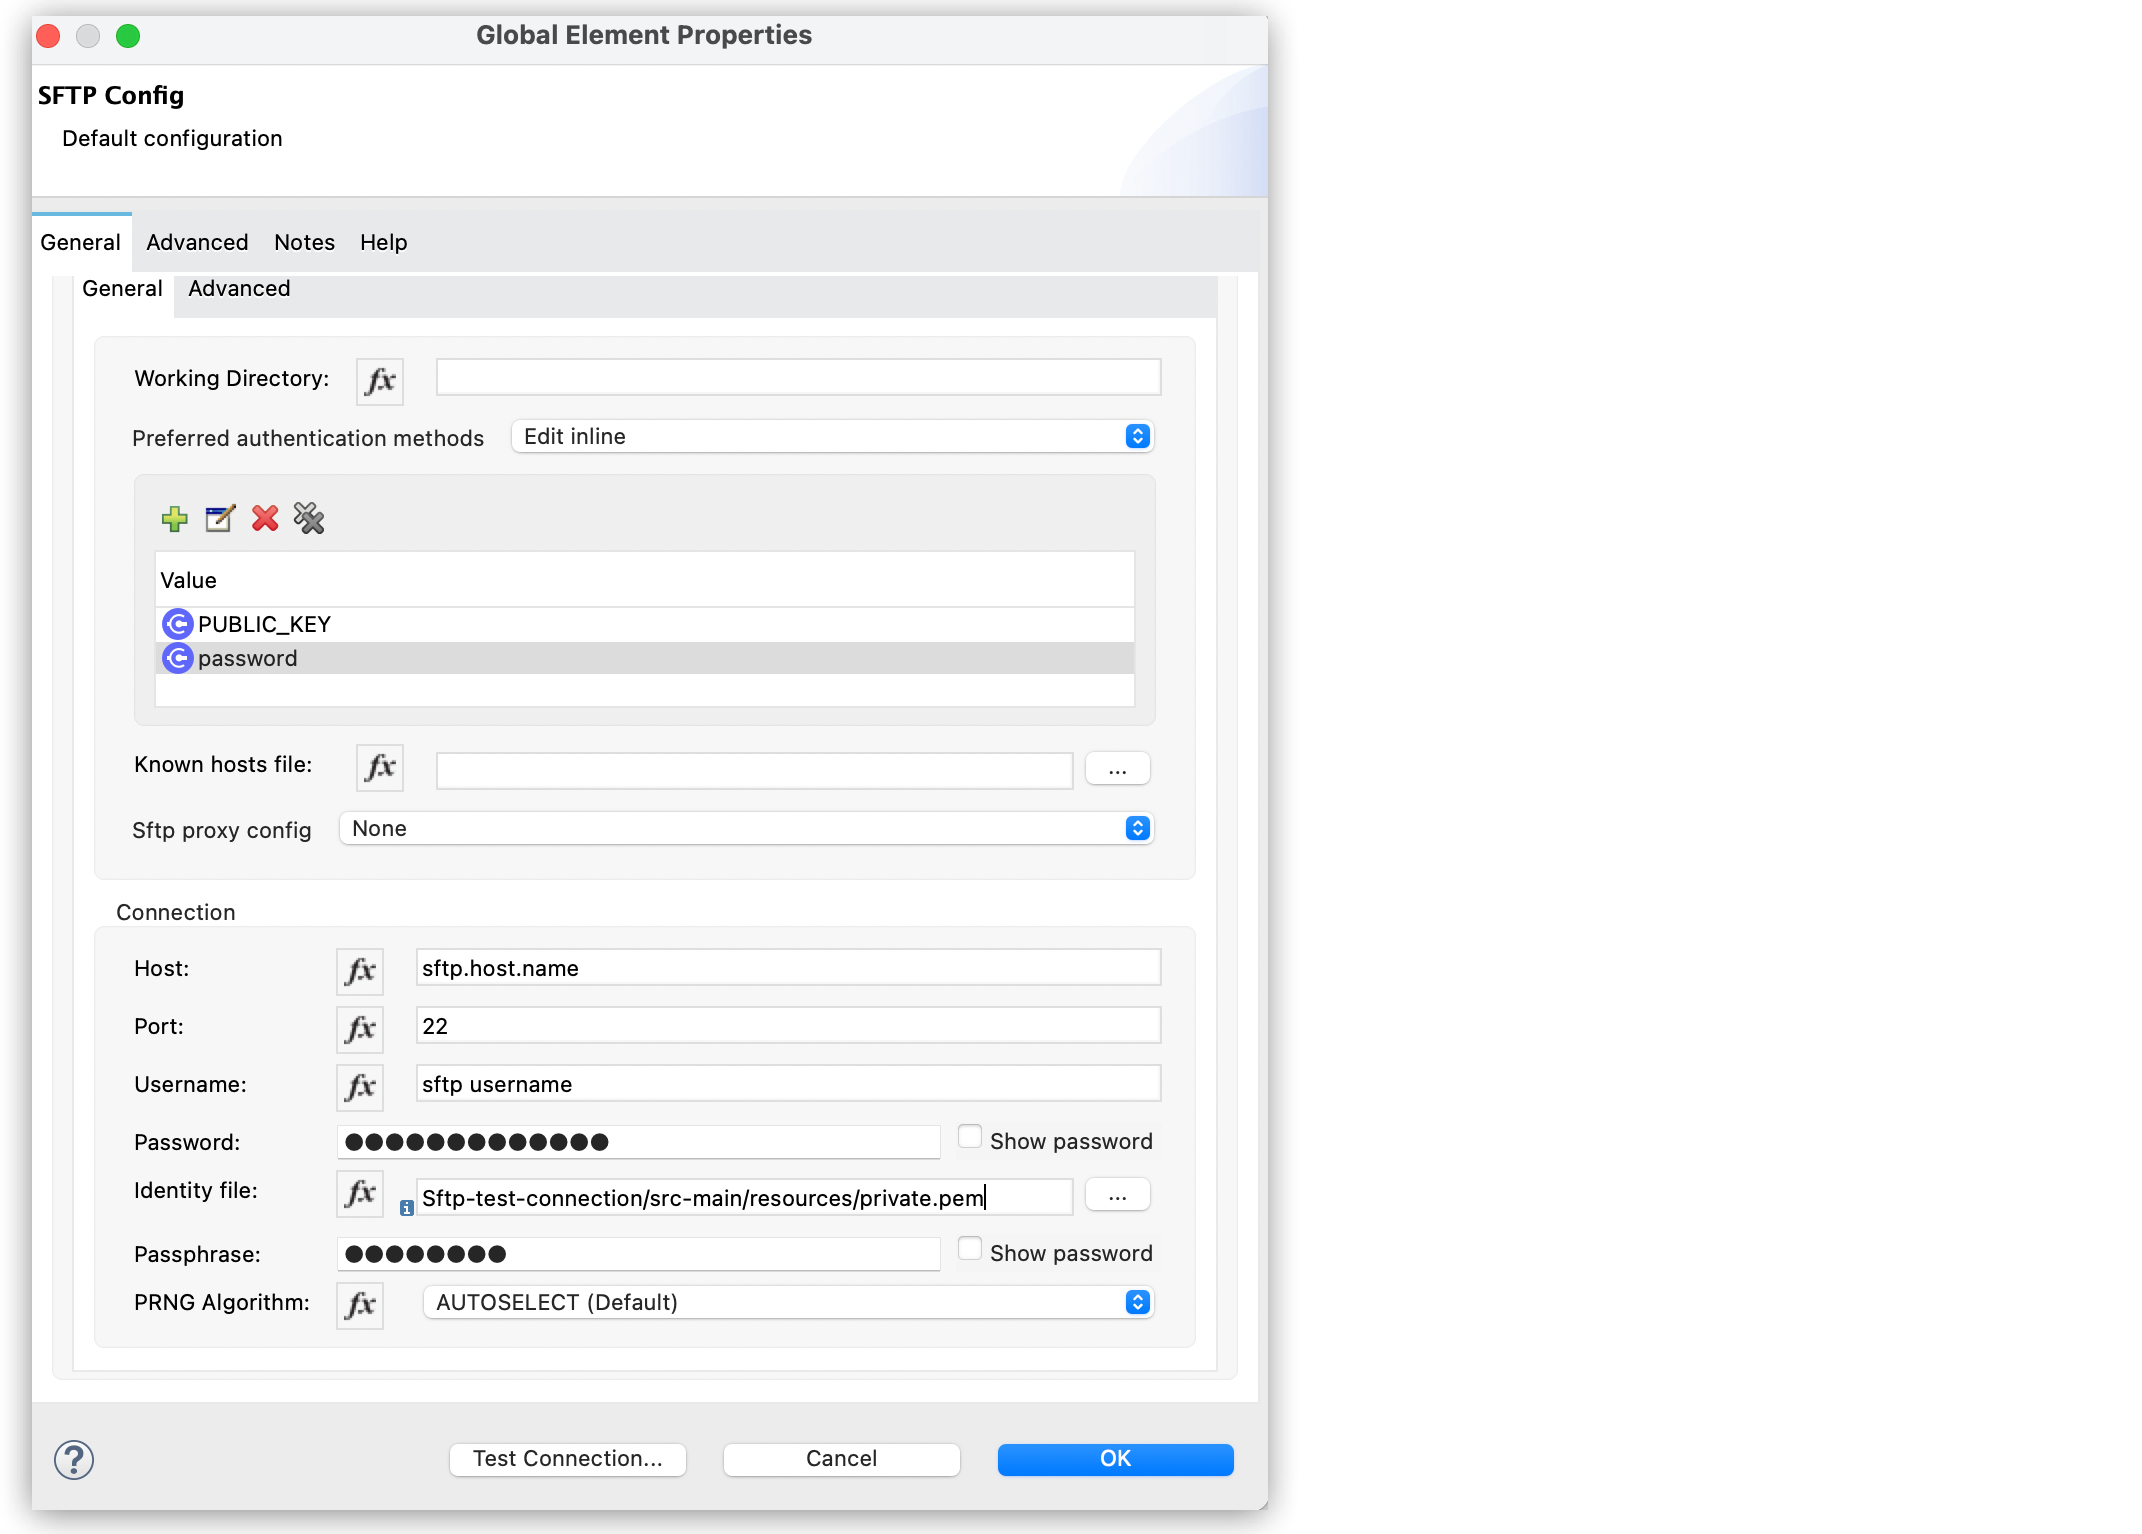 Global Element Properties
SFTP Config
Default configuration
General Advanced Notes Help
General Advanced
Working Directory: fx
Preferred authentication methods Edit inline
Value
PUBLIC_KEY
password
Known hosts file: fx ...
Sftp proxy config None
Connection
Host: fx sftp.host.name
Port: fx 22
Username: fx sftp username
Password: ●●●●●●●●●●●●● Show password
Identity file: fx i Sftp-test-connection/src-main/resources/private.pem ...
Passphrase: ●●●●●●●● Show password
PRNG Algorithm: fx AUTOSELECT (Default)
? Test Connection... Cancel OK